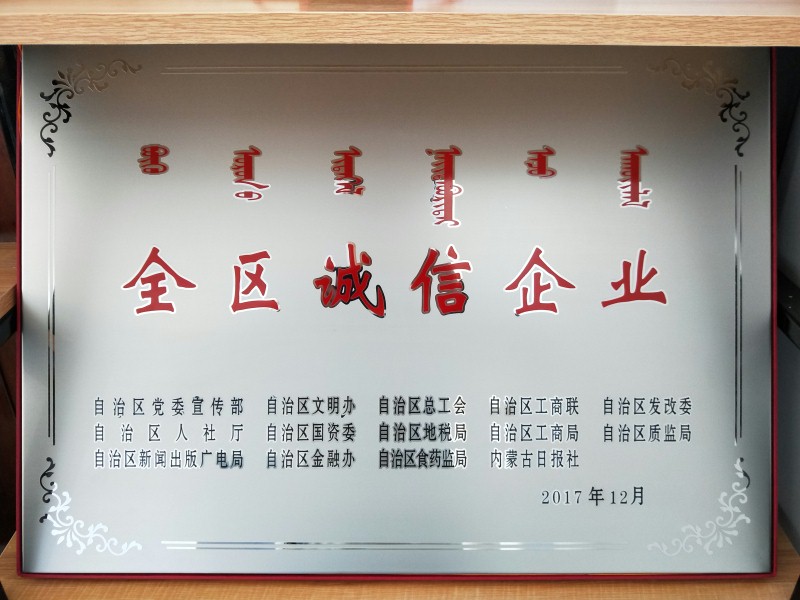 全区诚信企业
自治区党委宣传部 自治区文明办 自治区总工会 自治区工商联 自治区发改委
自治区人社厅 自治区国资委 自治区地税局 自治区工商局 自治区质监局
自治区新闻出版广电局 自治区金融办 自治区食药监局 内蒙古日报社
2017年12月